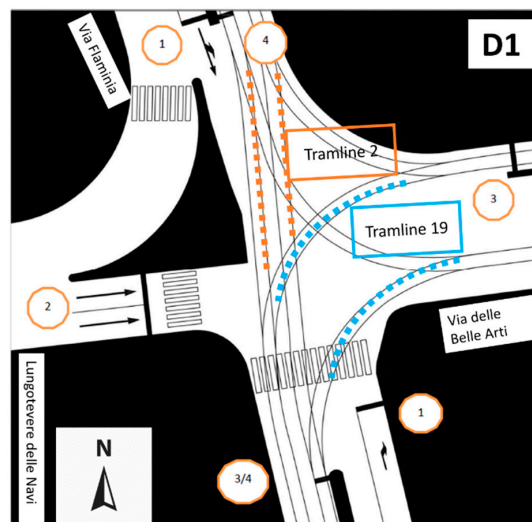 D1
1
4
Via Flaminia
Tramline 2
3
Tramline 19
2
Via delle
Belle Arti
Lungotevere
delle Navi
N
1
3/4